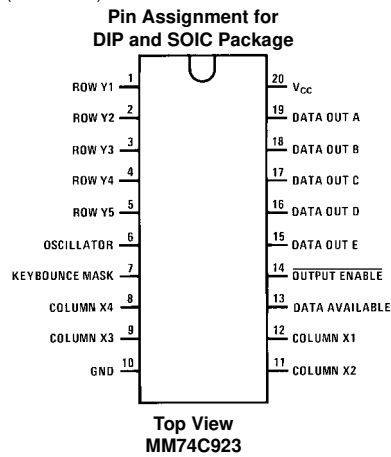 Pin Assignment for
DIP and SOIC Package
ROW Y1 1 20 VCC
ROW Y2 2 19 DATA OUT A
ROW Y3 3 18 DATA OUT B
ROW Y4 4 17 DATA OUT C
ROW Y5 5 16 DATA OUT D
OSCILLATOR 6 15 DATA OUT E
KEYBOUNCE MASK 7 14 OUTPUT ENABLE
COLUMN X4 8 13 DATA AVAILABLE
COLUMN X3 9 12 COLUMN X1
GND 10 11 COLUMN X2
Top View
MM74C923